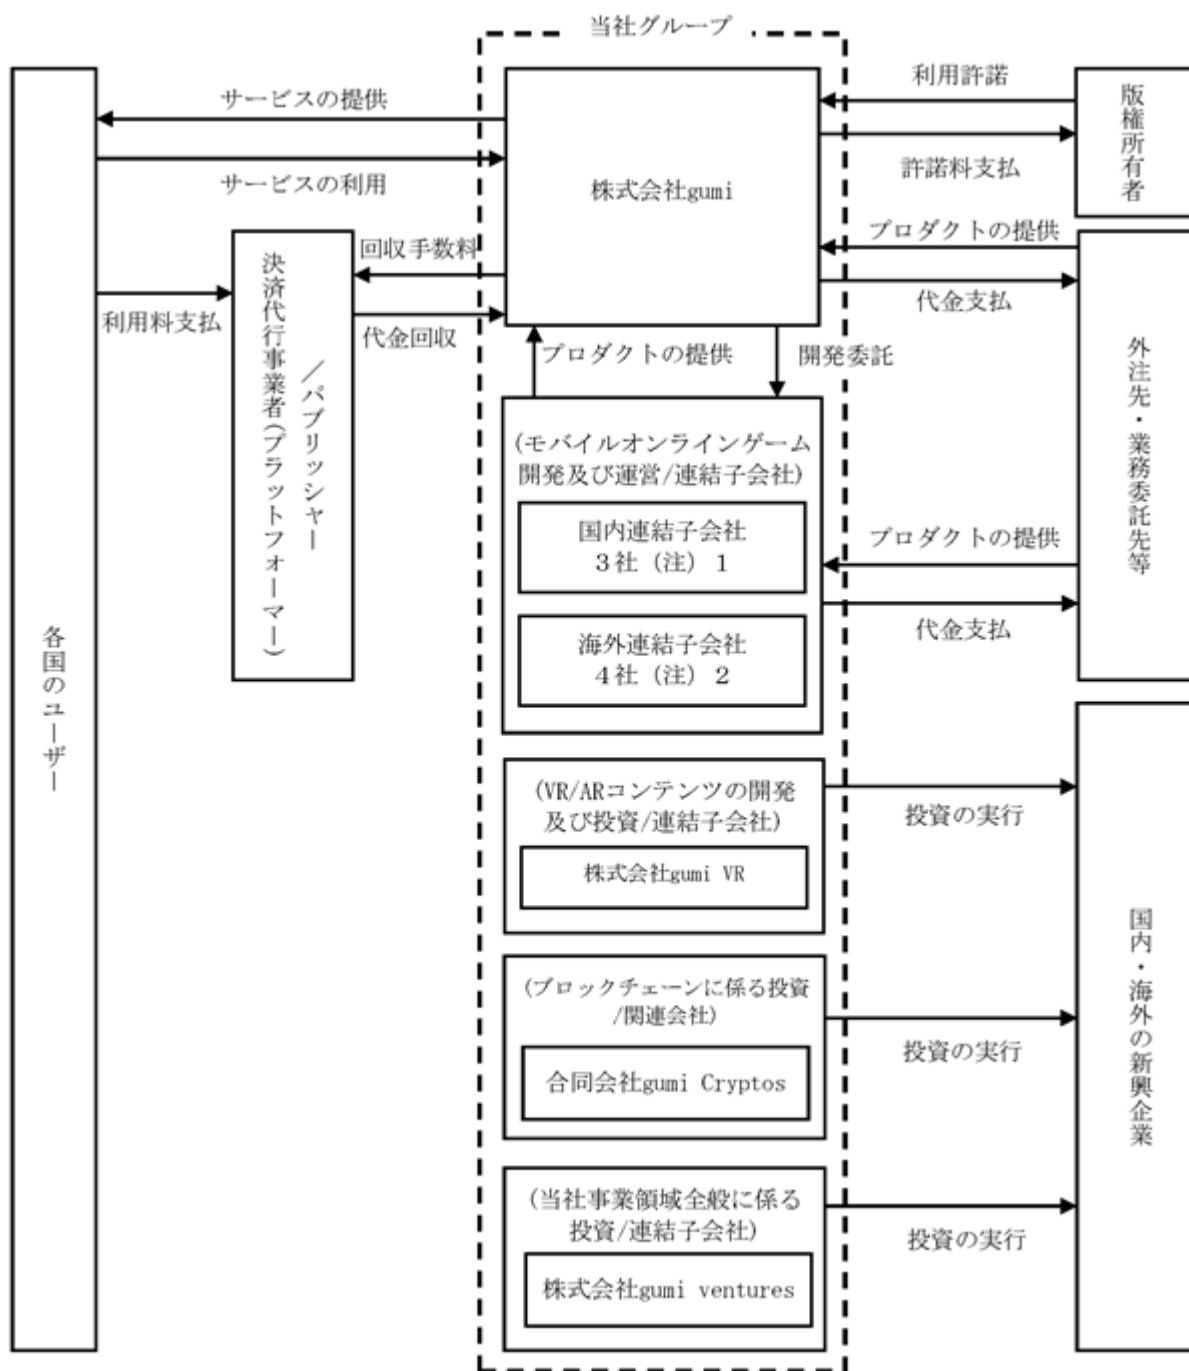 当社グループ
各国のユーザー
サービスの提供
サービスの利用
利用料支払
決済代行事業者(プラットフォーマー)
／パブリッシャー
回収手数料
代金回収
株式会社gumi
利用許諾
許諾料支払
版権所有者
プロダクトの提供
代金支払
プロダクトの提供
開発委託
外注先・業務委託先等
(モバイルオンラインゲーム
開発及び運営/連結子会社)
国内連結子会社
３社（注）１
海外連結子会社
４社（注）２
プロダクトの提供
代金支払
(VR/ARコンテンツの開発
及び投資/連結子会社)
株式会社gumi VR
投資の実行
(ブロックチェーンに係る投資
/関連会社)
合同会社gumi Cryptos
投資の実行
(当社事業領域全般に係る
投資/連結子会社)
株式会社gumi ventures
投資の実行
国内・海外の新興企業